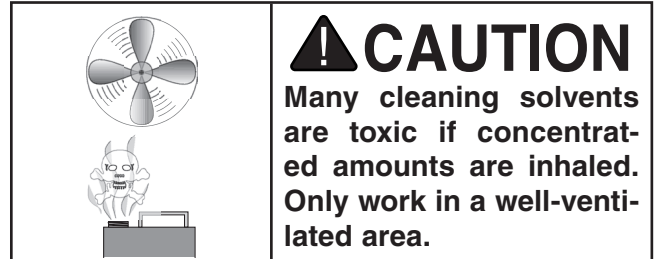 CAUTION
Many cleaning solvents
are toxic if concentrat-
ed amounts are inhaled.
Only work in a well-venti-
lated area.